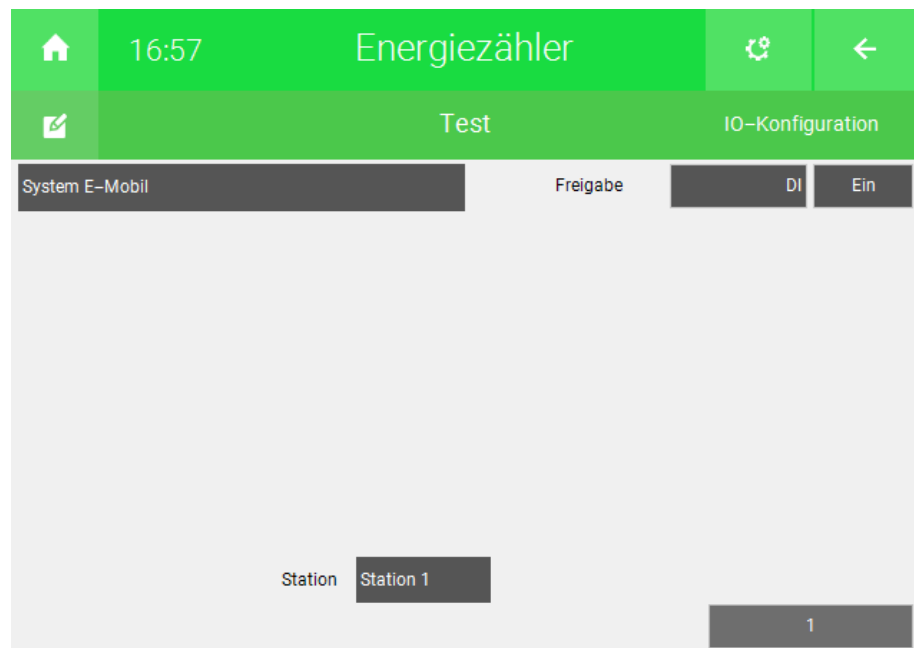 16:57 Energiezähler
Test IO-Konfiguration
System E-Mobil Freigabe DI Ein
Station Station 1
1